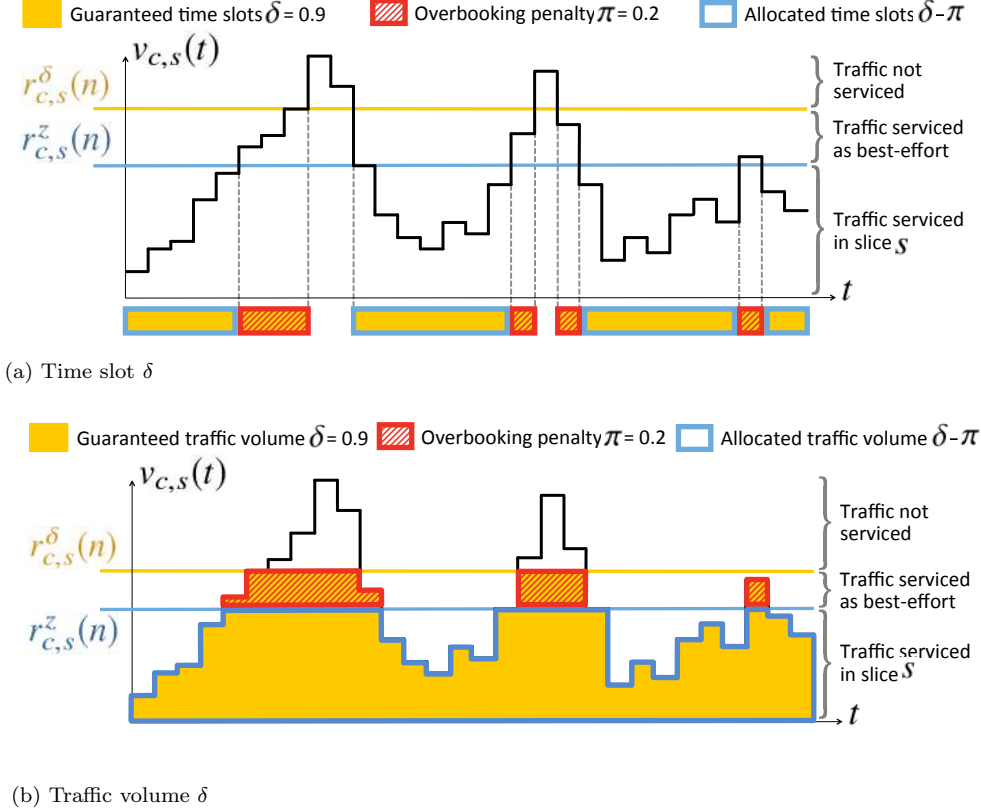 Guaranteed time slots δ = 0.9 Overbooking penalty π = 0.2 Allocated time slots δ-π
v_{c,s}(t)
r^δ_{c,s}(n)
r^z_{c,s}(n)
Traffic not
serviced
Traffic serviced
as best-effort
Traffic serviced
in slice s
t
(a) Time slot δ
Guaranteed traffic volume δ = 0.9 Overbooking penalty π = 0.2 Allocated traffic volume δ-π
v_{c,s}(t)
r^δ_{c,s}(n)
r^z_{c,s}(n)
Traffic not
serviced
Traffic serviced
as best-effort
Traffic serviced
in slice s
t
(b) Traffic volume δ